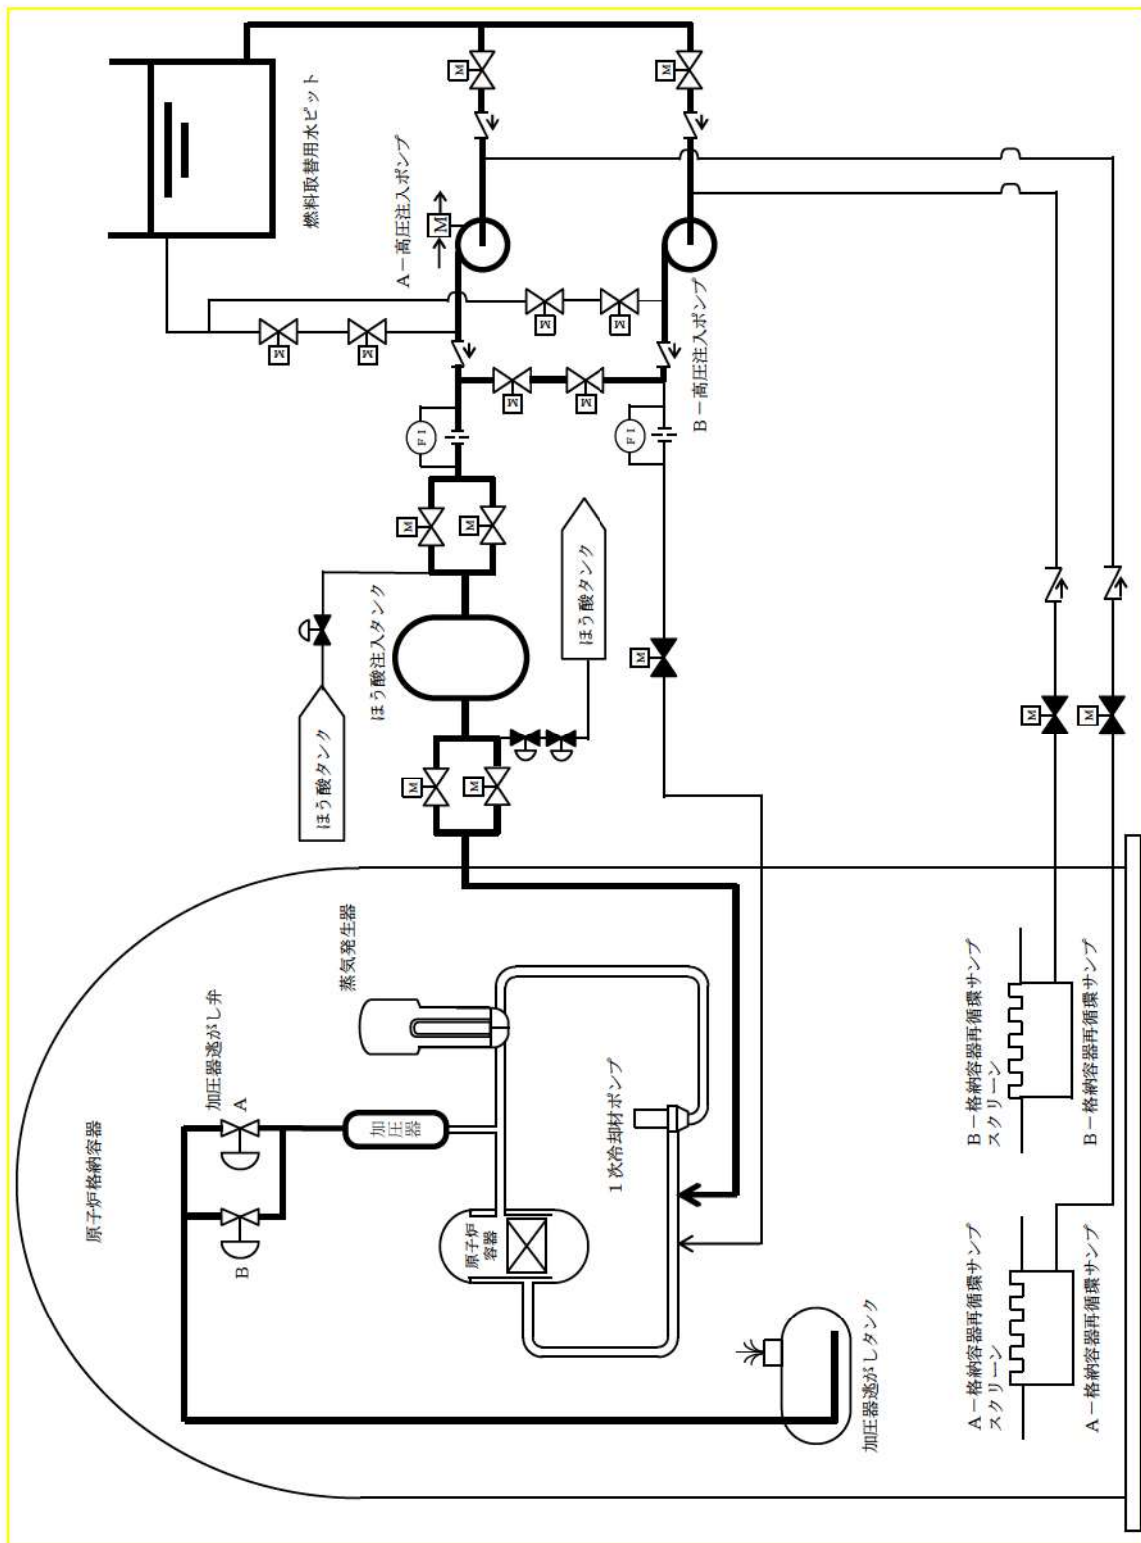 原子炉格納容器
加圧器逃がし弁
B
A
燃料取替用水ピット
ほう酸タンク
蒸気発生器
M
M
ほう酸注入タンク
加圧器
A－高圧注入ポンプ
M
M
M
FI
M
M
M
M
原子炉
容器
M
M
M
M
ほう酸タンク
１次冷却材ポンプ
M
FI
M
M
B－高圧注入ポンプ
加圧器逃がしタンク
A－格納容器再循環サンプ
スクリーン
B－格納容器再循環サンプ
スクリーン
M
M
A－格納容器再循環サンプ
B－格納容器再循環サンプ